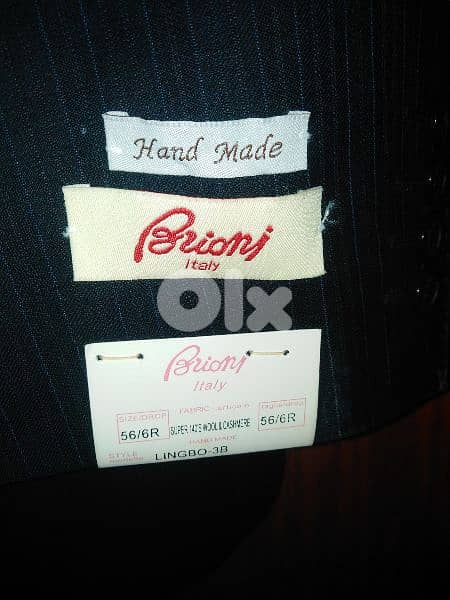 Hand Made
Brioni
Italy
OLX
Brioni
Italy
SIZE/DROP
56/6R
FABRIC
SUPER 140'S WOOL & CASHMERE
56/6R
HAND MADE
STYLE
LINGBO-3B